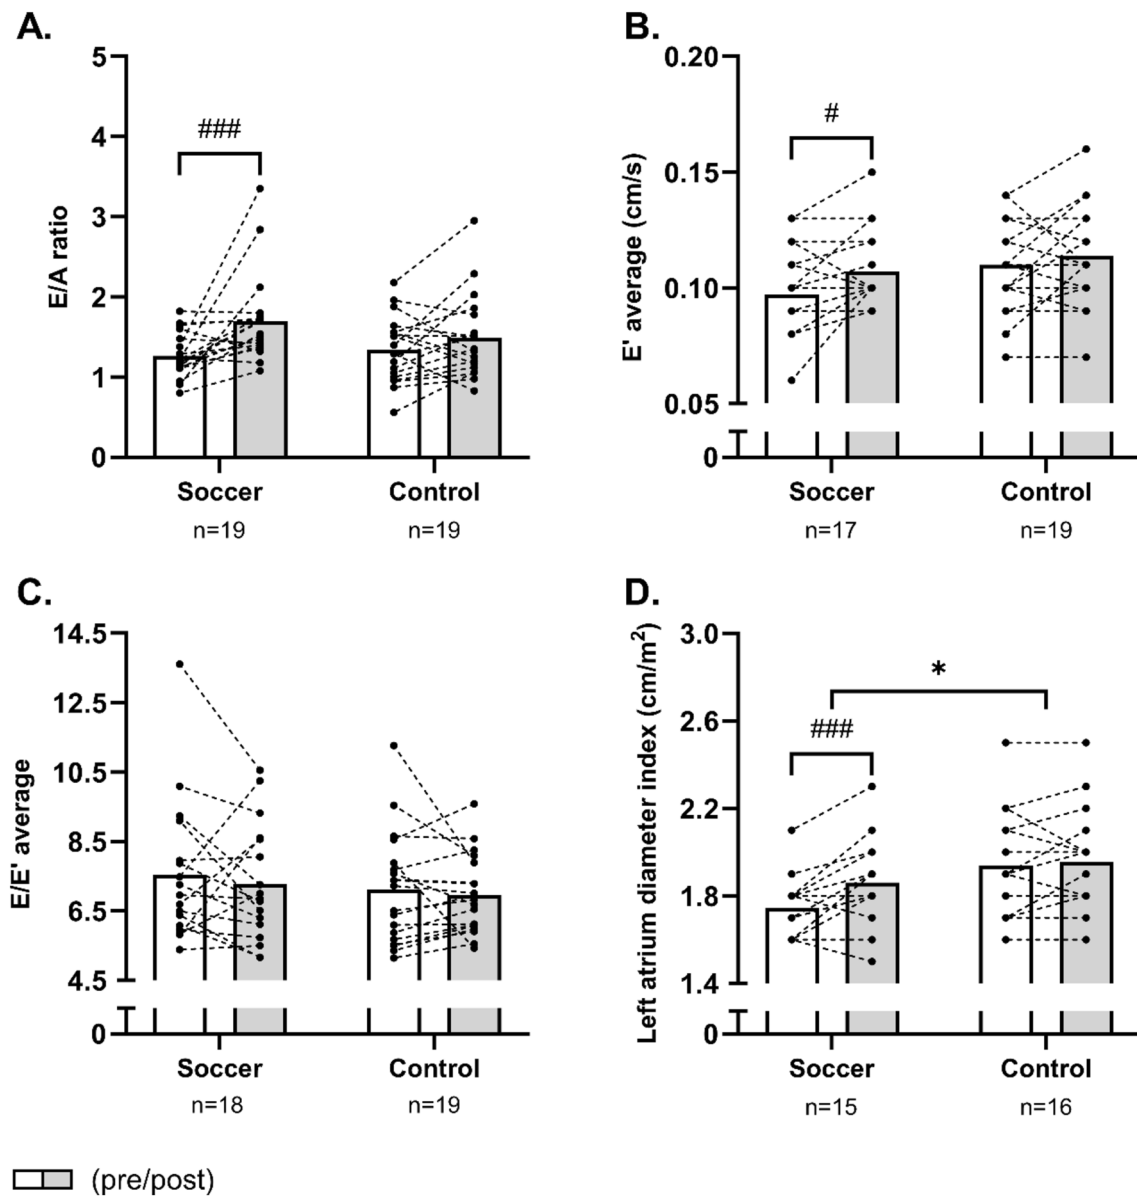 A.
5
4
3
2
1
0
E/A ratio
###
Soccer
Control
n=19
n=19
B.
0.20
0.15
0.10
0.05
0
E' average (cm/s)
#
Soccer
Control
n=17
n=19
C.
14.5
12.5
10.5
8.5
6.5
4.5
0
E/E' average
Soccer
Control
n=18
n=19
D.
3.0
2.6
2.2
1.8
1.4
0
Left atrium diameter index (cm/m²)
*
###
Soccer
Control
n=15
n=16
(pre/post)